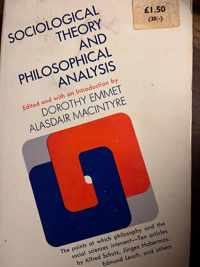 £1.50
(30/-)
SOCIOLOGICAL
THEORY
AND
PHILOSOPHICAL
ANALYSIS
Edited and with an Introduction by
DOROTHY EMMET
ALASDAIR MACINTYRE
The points at which philosophy and the
social sciences intersect—Ten articles
by Alfred Schutz, Jürgen Habermas,
Edmund Leach, and others